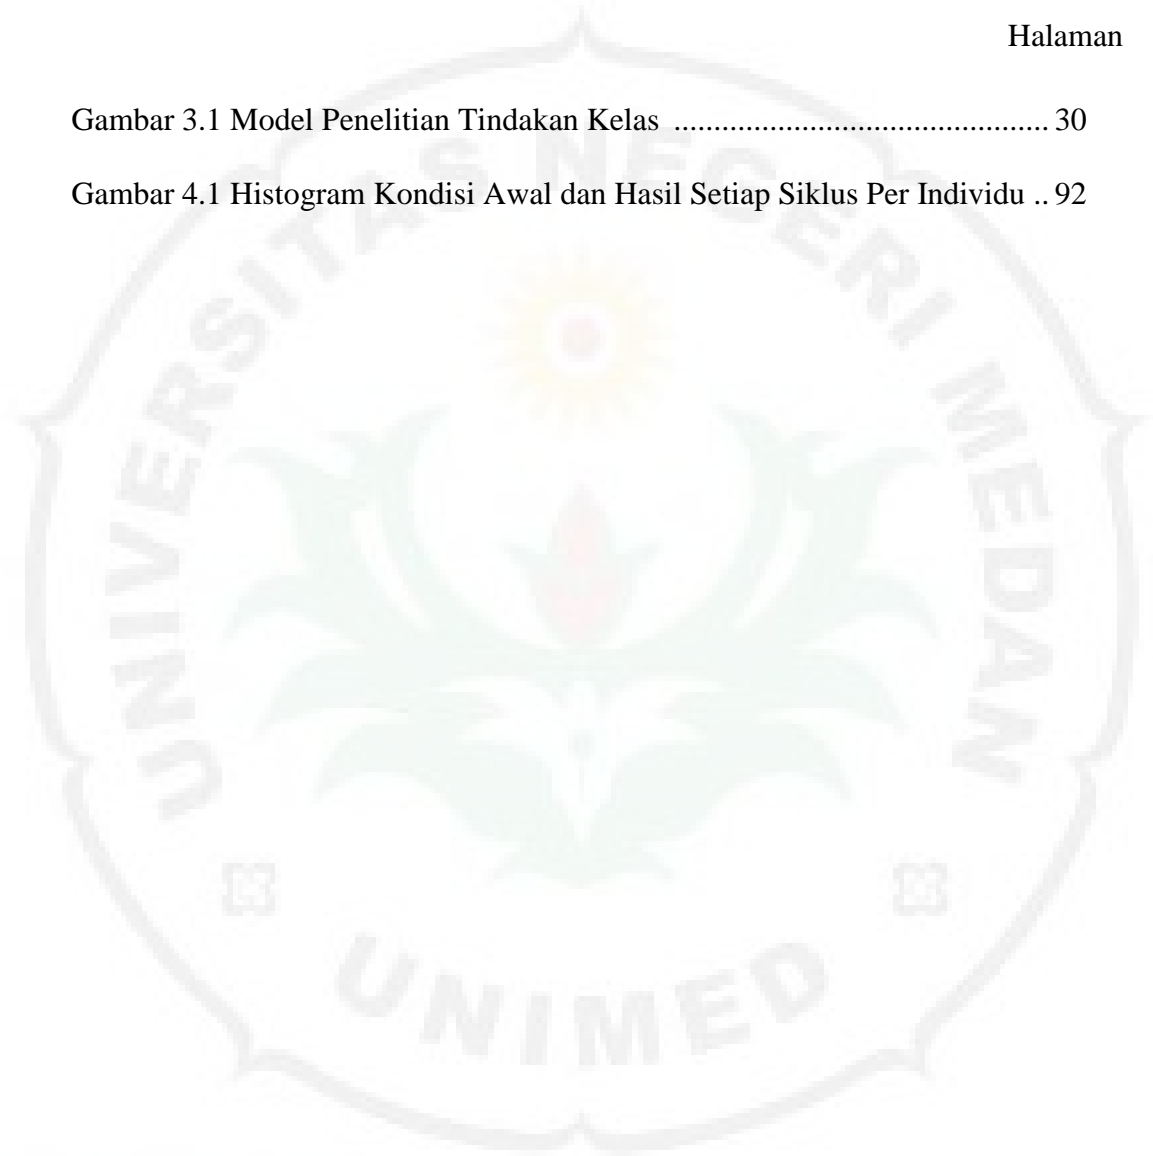 Halaman
Gambar 3.1 Model Penelitian Tindakan Kelas ............................................... 30
Gambar 4.1 Histogram Kondisi Awal dan Hasil Setiap Siklus Per Individu .. 92
UNIVERSITAS NEGERI MEDAN
UNIMED